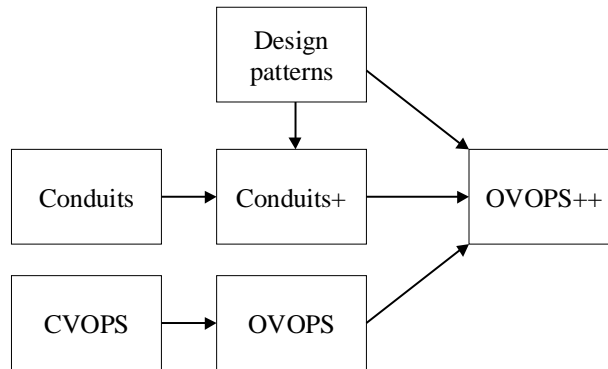 Design
patterns
Conduits
Conduits+
OVOPS++
CVOPS
OVOPS